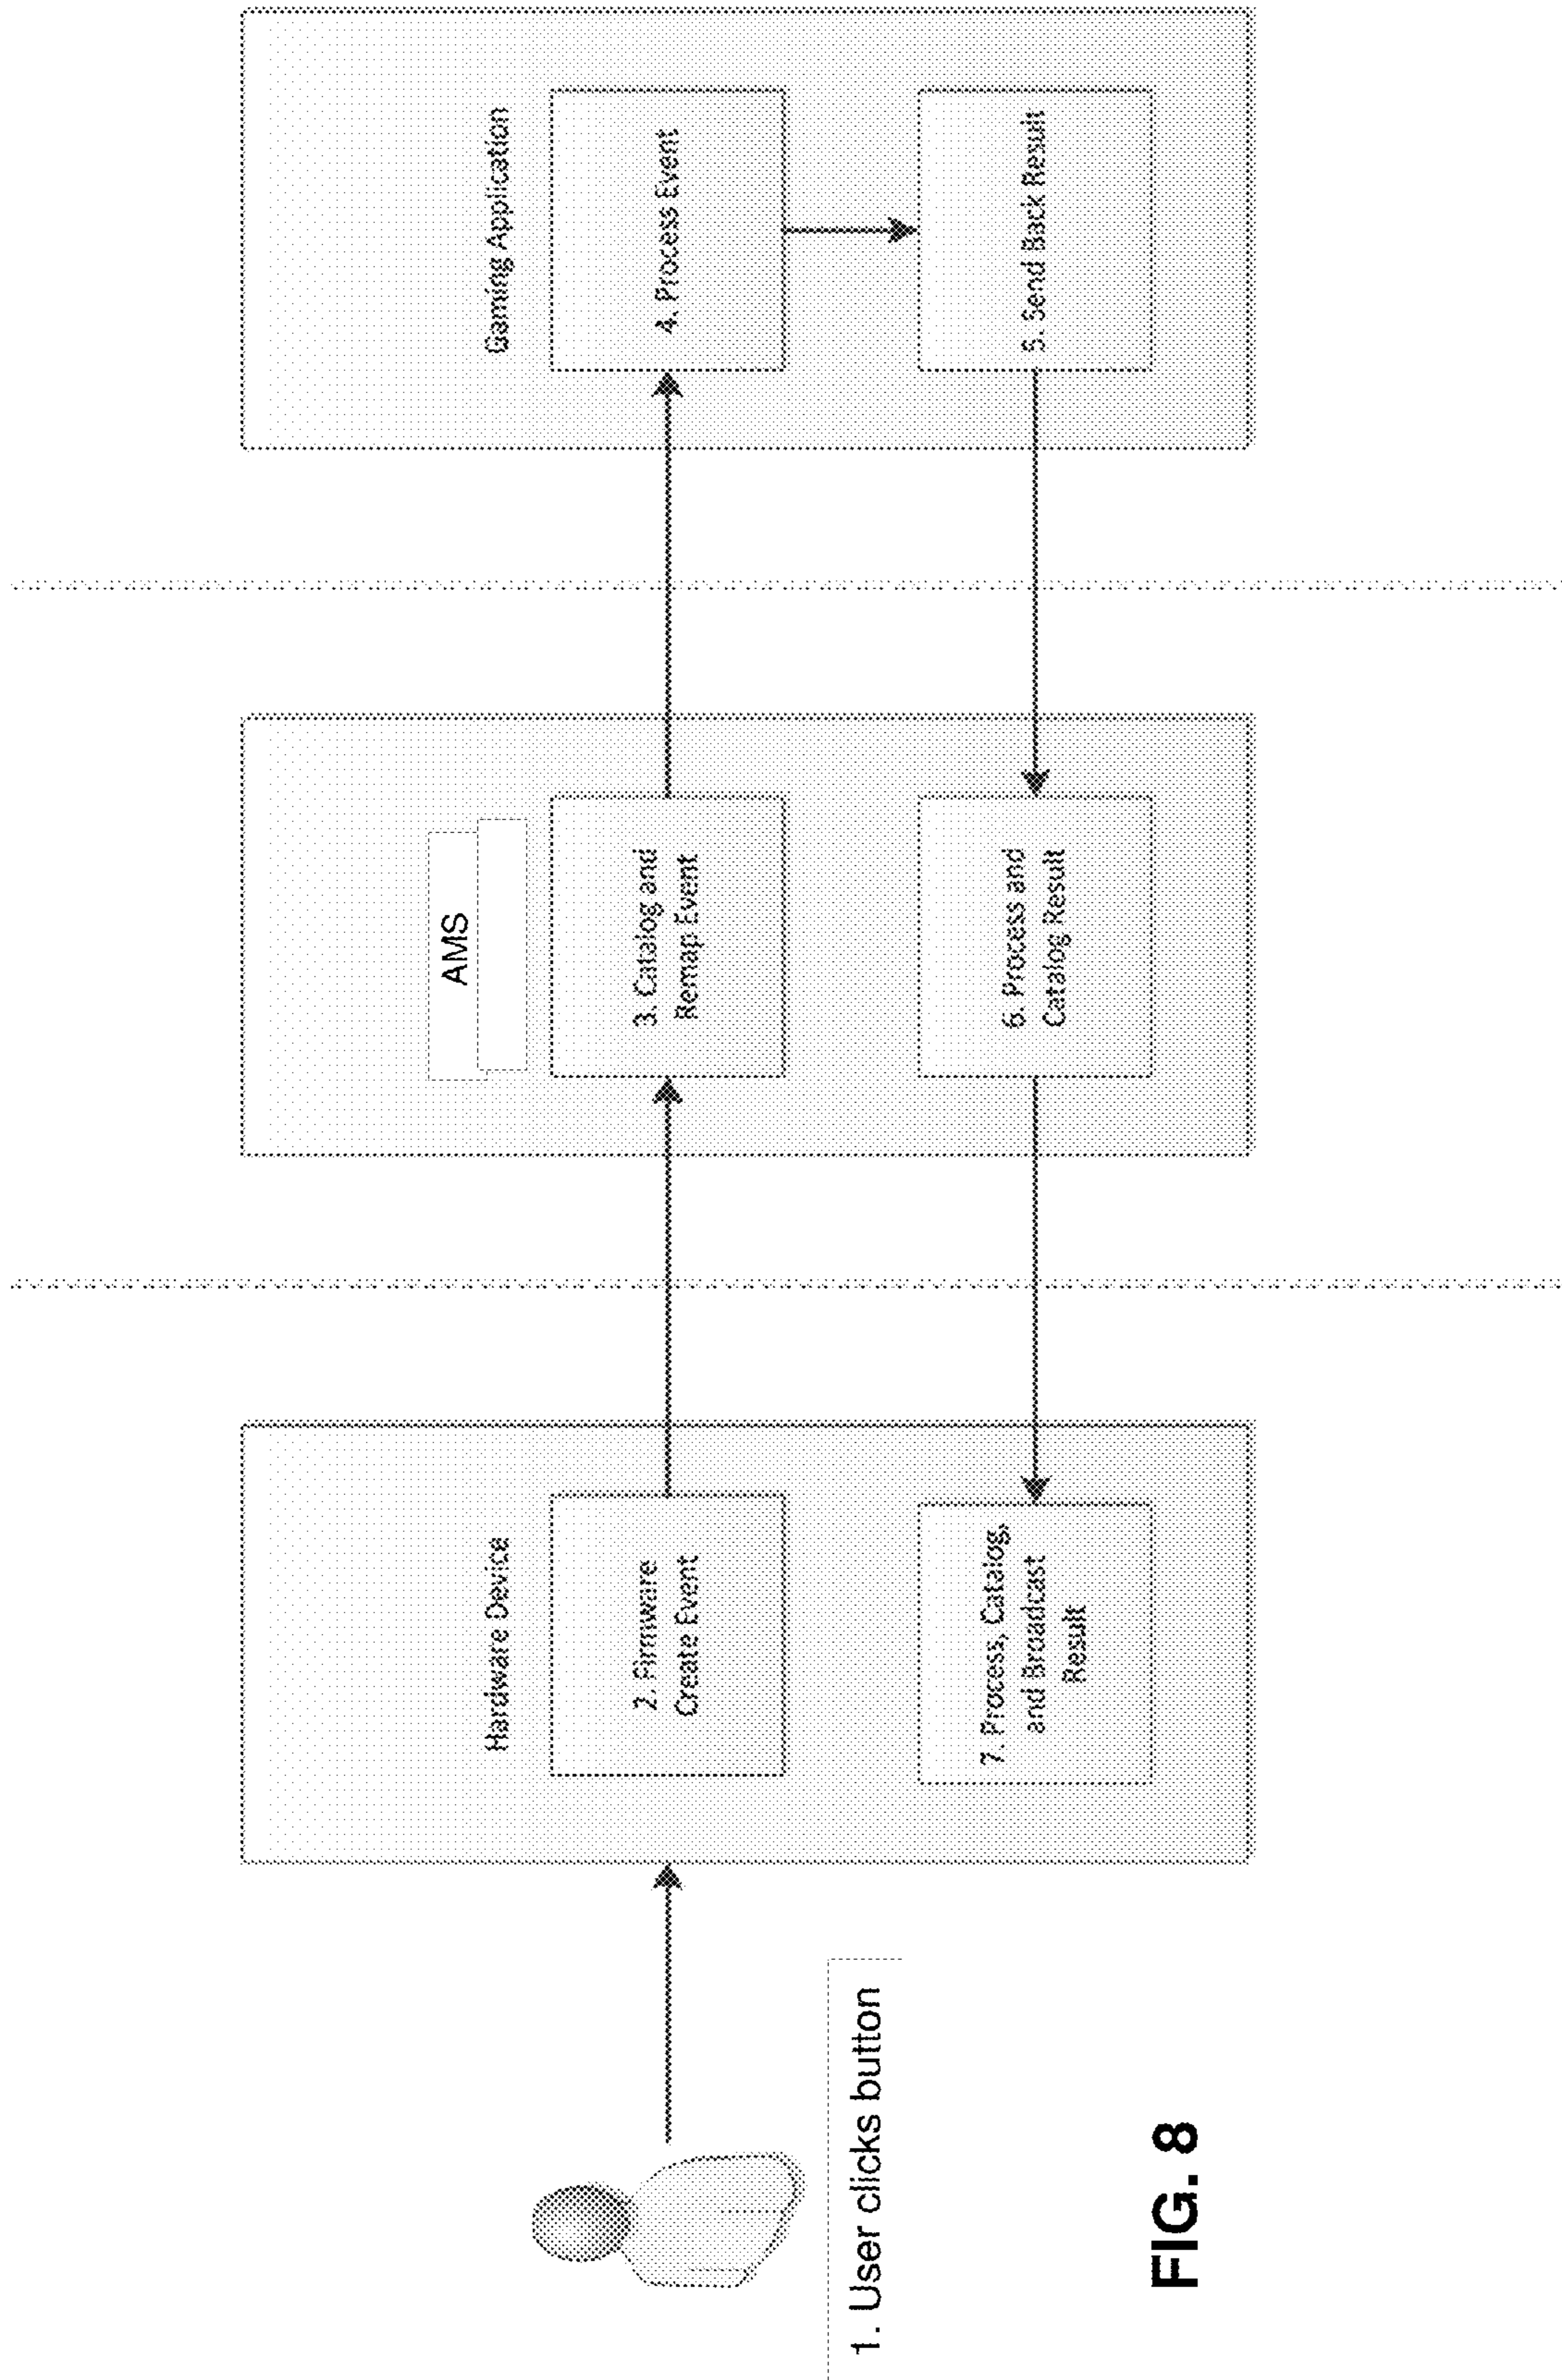 1. User clicks button
Hardware Device
2. Firmware
Create Event
7. Process, Catalog,
and Broadcast
Result
AMS
3. Catalog and
Remap Event
6. Process and
Catalog Result
Gaming Application
4. Process Event
5. Send Back Result
FIG. 8